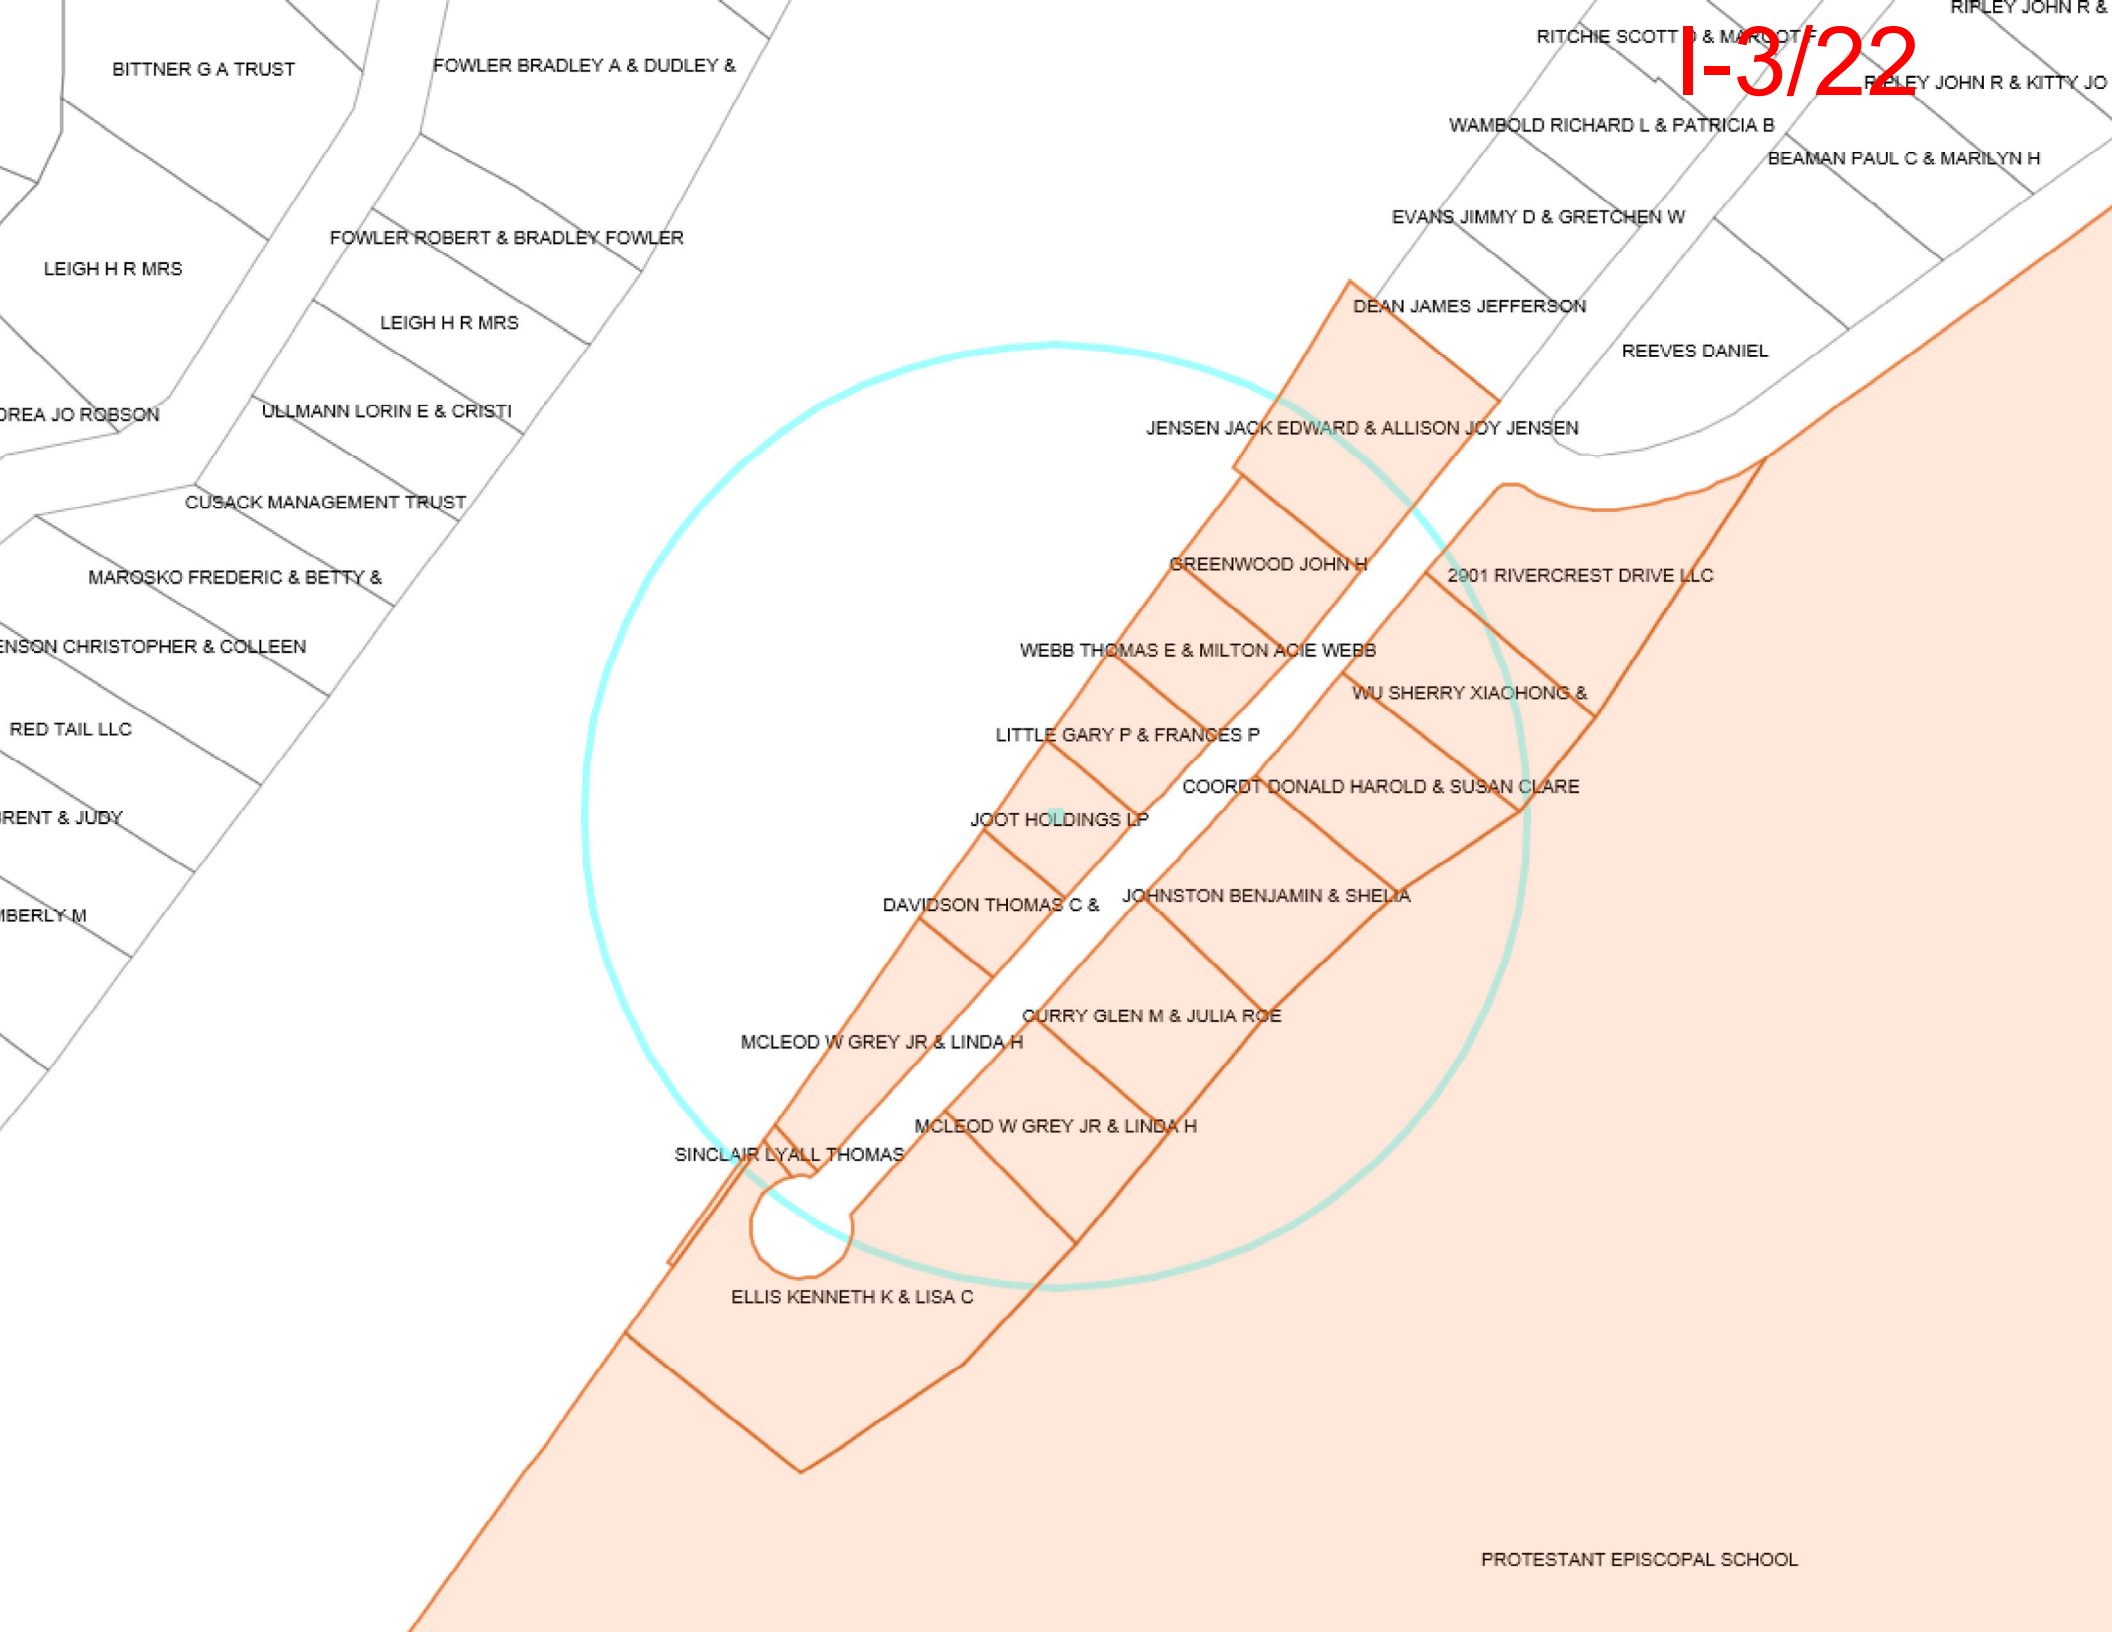 RIPLEY JOHN R &
I-3/22
RITCHIE SCOTT D & MARGOT F
BITTNER G A TRUST
FOWLER BRADLEY A & DUDLEY &
RIPLEY JOHN R & KITTY JO
WAMBOLD RICHARD L & PATRICIA B
BEAMAN PAUL C & MARILYN H
EVANS JIMMY D & GRETCHEN W
FOWLER ROBERT & BRADLEY FOWLER
LEIGH H R MRS
DEAN JAMES JEFFERSON
LEIGH H R MRS
REEVES DANIEL
DREA JO ROBSON
ULLMANN LORIN E & CRISTI
JENSEN JACK EDWARD & ALLISON JOY JENSEN
CUSACK MANAGEMENT TRUST
GREENWOOD JOHN H
2901 RIVERCREST DRIVE LLC
MAROSKO FREDERIC & BETTY &
ENSON CHRISTOPHER & COLLEEN
WEBB THOMAS E & MILTON ACIE WEBB
WU SHERRY XIAOHONG &
RED TAIL LLC
LITTLE GARY P & FRANCES P
COORDT DONALD HAROLD & SUSAN CLARE
RENT & JUDY
JOOT HOLDINGS LP
JOHNSTON BENJAMIN & SHELIA
DAVIDSON THOMAS C &
MBERLY M
CURRY GLEN M & JULIA ROE
MCLEOD W GREY JR & LINDA H
MCLEOD W GREY JR & LINDA H
SINCLAIR LYALL THOMAS
ELLIS KENNETH K & LISA C
PROTESTANT EPISCOPAL SCHOOL